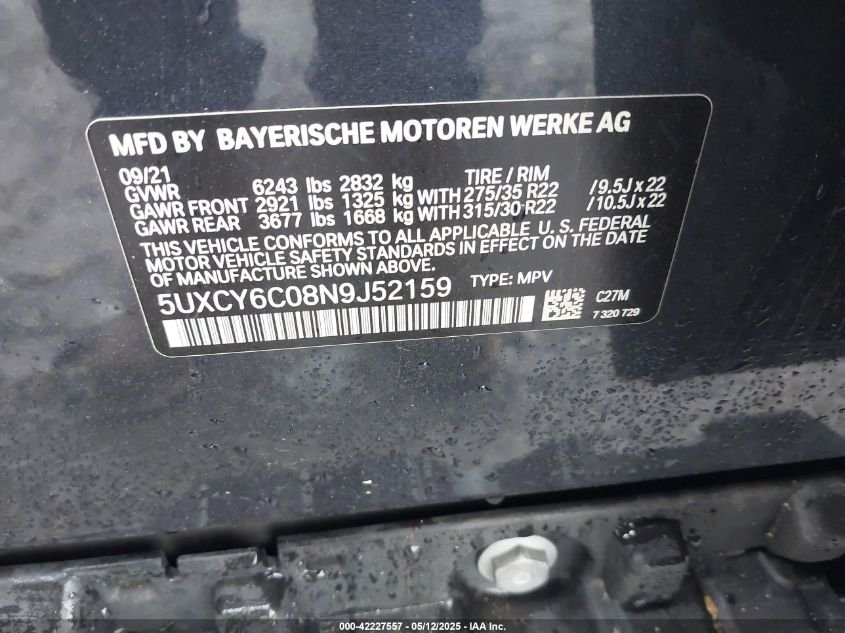 MFD BY BAYERISCHE MOTOREN WERKE AG
09/21 TIRE / RIM
GVWR 6243 lbs 2832 kg
GAWR FRONT 2921 lbs 1325 kg WITH 275/35 R22 /9.5J x 22
GAWR REAR 3677 lbs 1668 kg WITH 315/30 R22 /10.5J x 22
THIS VEHICLE CONFORMS TO ALL APPLICABLE U. S. FEDERAL
MOTOR VEHICLE SAFETY STANDARDS IN EFFECT ON THE DATE
OF MANUFACTURE SHOWN ABOVE.
5UXCY6C08N9J52159 TYPE: MPV
C27M
7 320 729
000-42227557 - 05/12/2025 - IAA Inc.